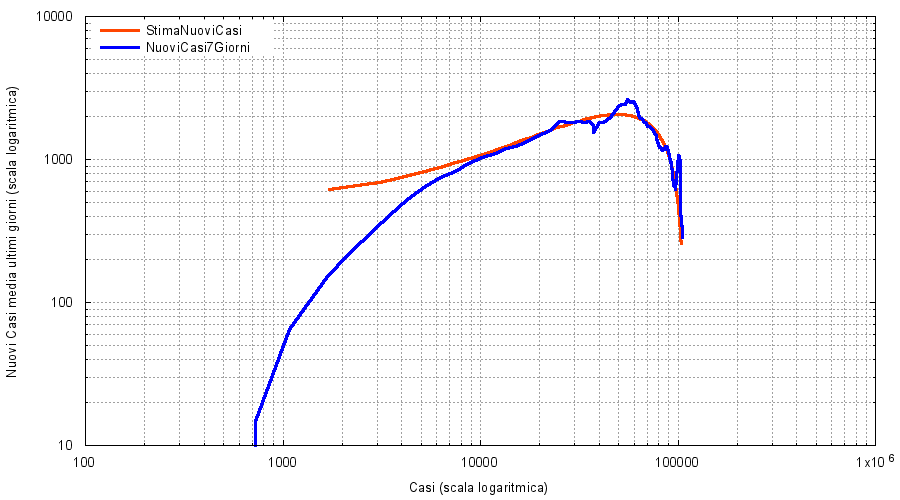 10000
StimaNuoviCasi
NuoviCasi7Giorni
1000
100
10
Nuovi Casi media ultimi giorni (scala logaritmica)
100
1000
10000
100000
1x10 6
Casi (scala logaritmica)